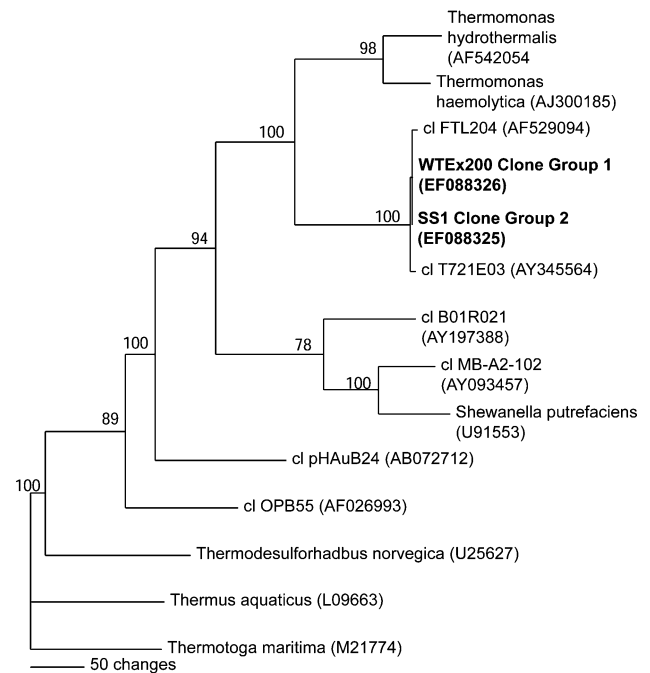 Thermomonas
hydrothermalis
(AF542054
98
Thermomonas
haemolytica (AJ300185)
cl FTL204 (AF529094)
100
WTEx200 Clone Group 1
(EF088326)
100
SS1 Clone Group 2
(EF088325)
94
cl T721E03 (AY345564)
cl B01R021
(AY197388)
100
78
cl MB-A2-102
(AY093457)
100
Shewanella putrefaciens
(U91553)
89
cl pHAuB24 (AB072712)
100
cl OPB55 (AF026993)
Thermodesulforhadbus norvegica (U25627)
Thermus aquaticus (L09663)
Thermotoga maritima (M21774)
50 changes